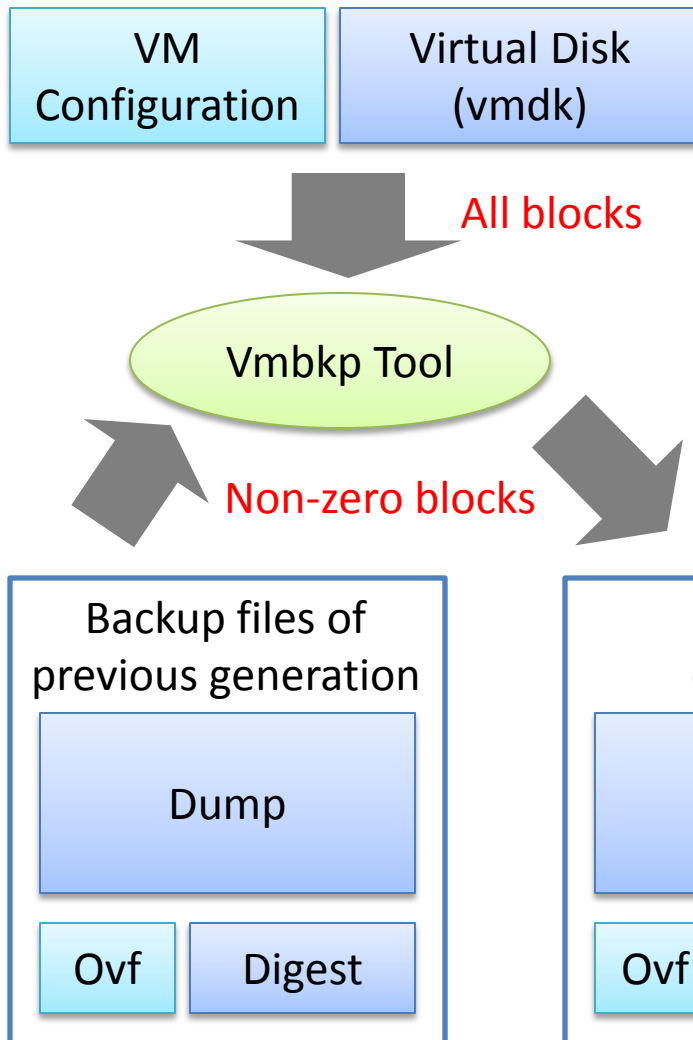 VM
Configuration
Virtual Disk
(vmdk)
All blocks
Vmbkp Tool
Non-zero blocks
Backup files of
previous generation
Dump
Ovf
Digest
Ovf